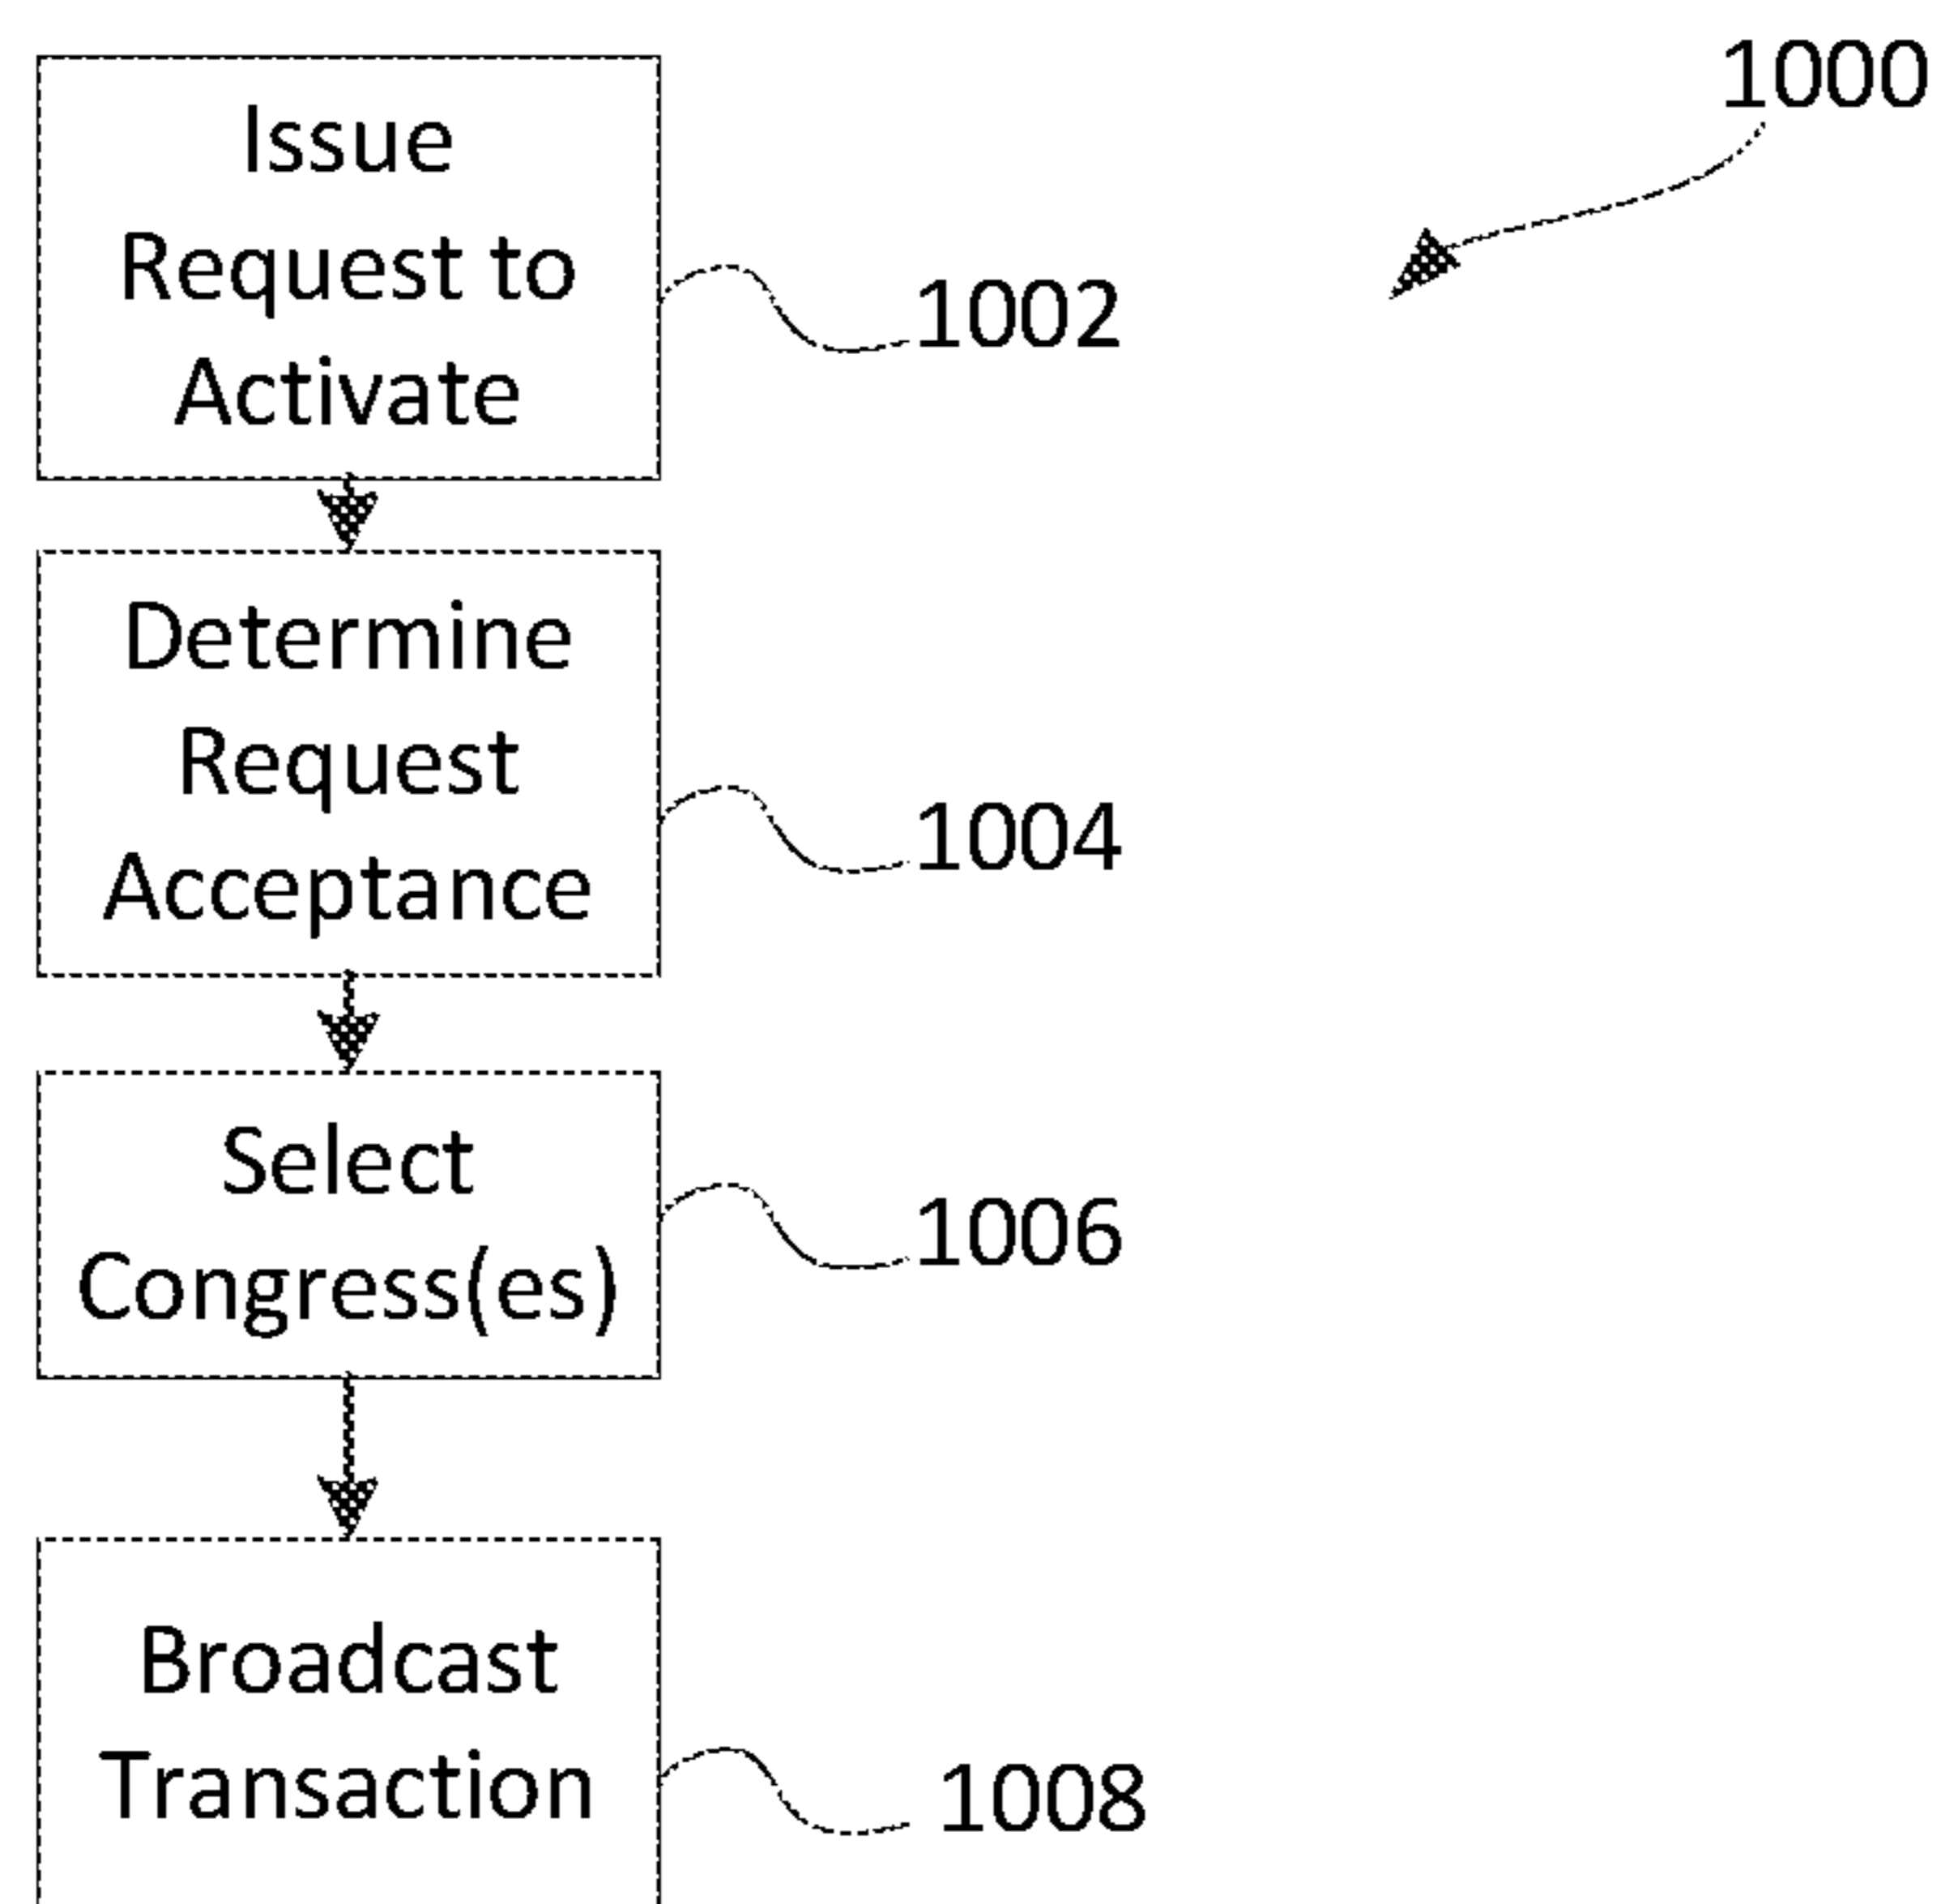 1000
Issue
Request to
Activate
1002
Determine
Request
Acceptance
1004
Select
Congress(es)
1006
Broadcast
Transaction
1008